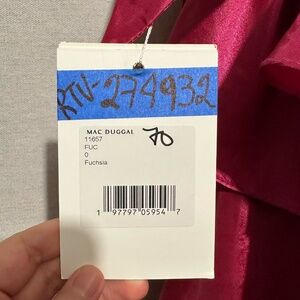 RTV-274932
MAC DUGGAL
70
11657
FUC
0
Fuchsia
1 97797 05954 7